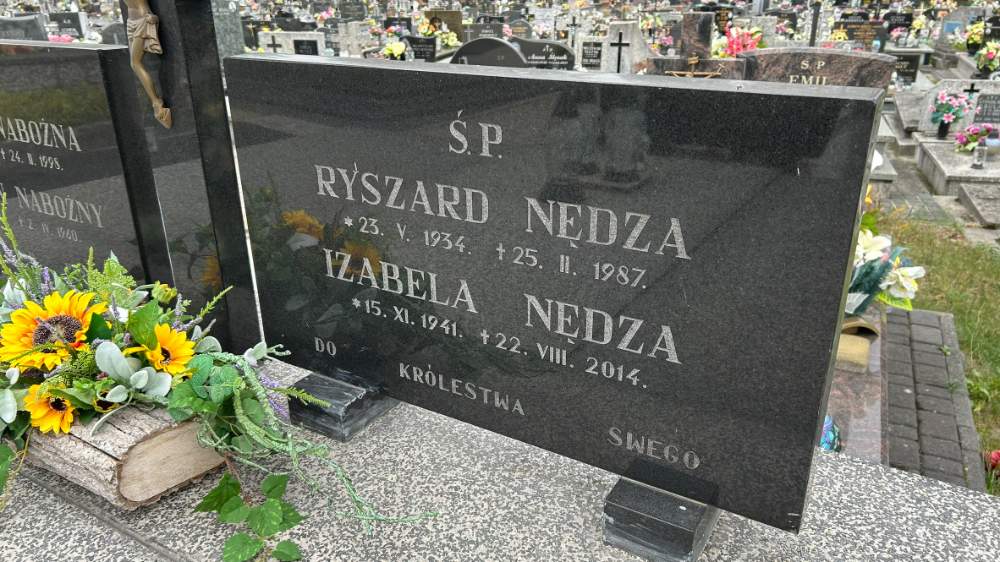 NABOŻNA
† 24. II. 1998.
NABOŻNY
Ś.P.
RYSZARD NĘDZA
* 23. V. 1934. † 25. II. 1987.
IZABELA NĘDZA
* 15. XI. 1941. † 22. VIII. 2014.
DO KRÓLESTWA SWEGO
Ś P
EMIL